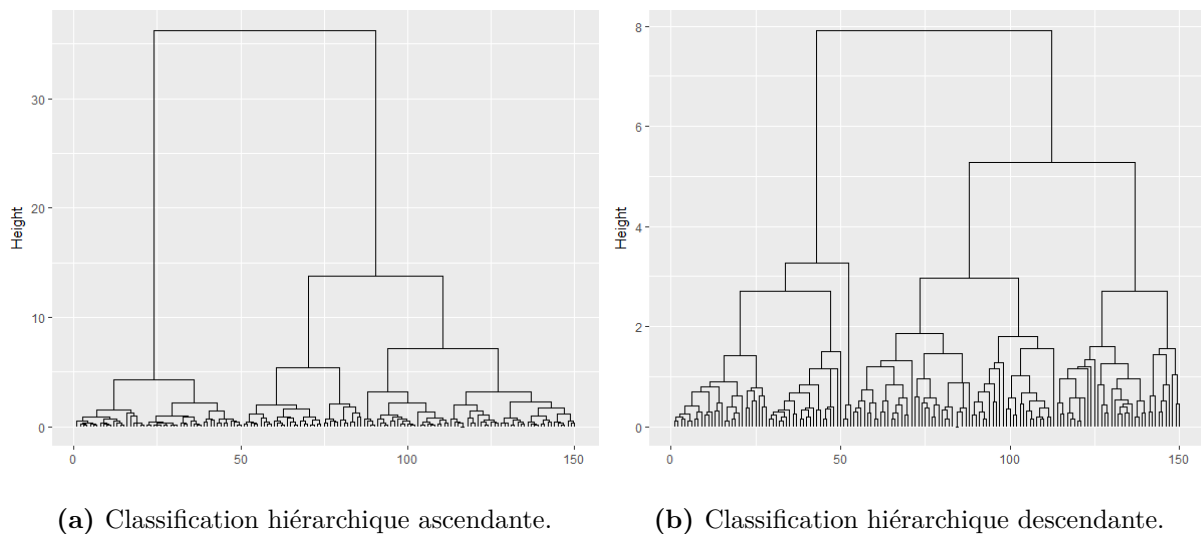 Height
30
20
10
0
0 50 100 150
Height
8
6
4
2
0
0 50 100 150
(a) Classification hiérarchique ascendante.
(b) Classification hiérarchique descendante.